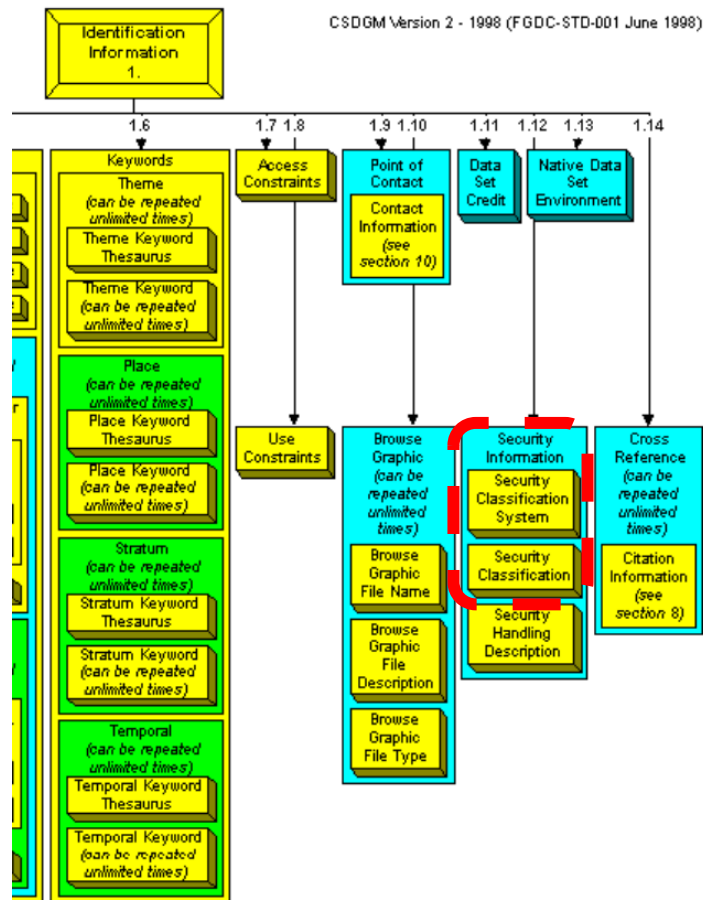 CSDGM Version 2 - 1998 (FGDC-STD-001 June 1998)
Identification
Information
1.
1.6
1.7 1.8
1.9 1.10
1.11
1.12
1.13
1.14
Keywords
Theme
(can be repeated
unlimited times)
Theme Keyword
Thesaurus
Theme Keyword
(can be repeated
unlimited times)
Place
(can be repeated
unlimited times)
Place Keyword
Thesaurus
Place Keyword
(can be repeated
unlimited times)
Stratum
(can be repeated
unlimited times)
Stratum Keyword
Thesaurus
Stratum Keyword
(can be repeated
unlimited times)
Temporal
(can be repeated
unlimited times)
Temporal Keyword
Thesaurus
Temporal Keyword
(can be repeated
unlimited times)
Access
Constraints
Use
Constraints
Point of
Contact
Contact
Information
(see
section 10)
Browse
Graphic
(can be
repeated
unlimited
times)
Browse
Graphic
File Name
Browse
Graphic
File
Description
Browse
Graphic
File Type
Data
Set
Credit
Native Data
Set
Environment
Security
Information
Security
Classification
System
Security
Classification
Security
Handling
Description
Cross
Reference
(can be
repeated
unlimited
times)
Citation
Information
(see
section 8)